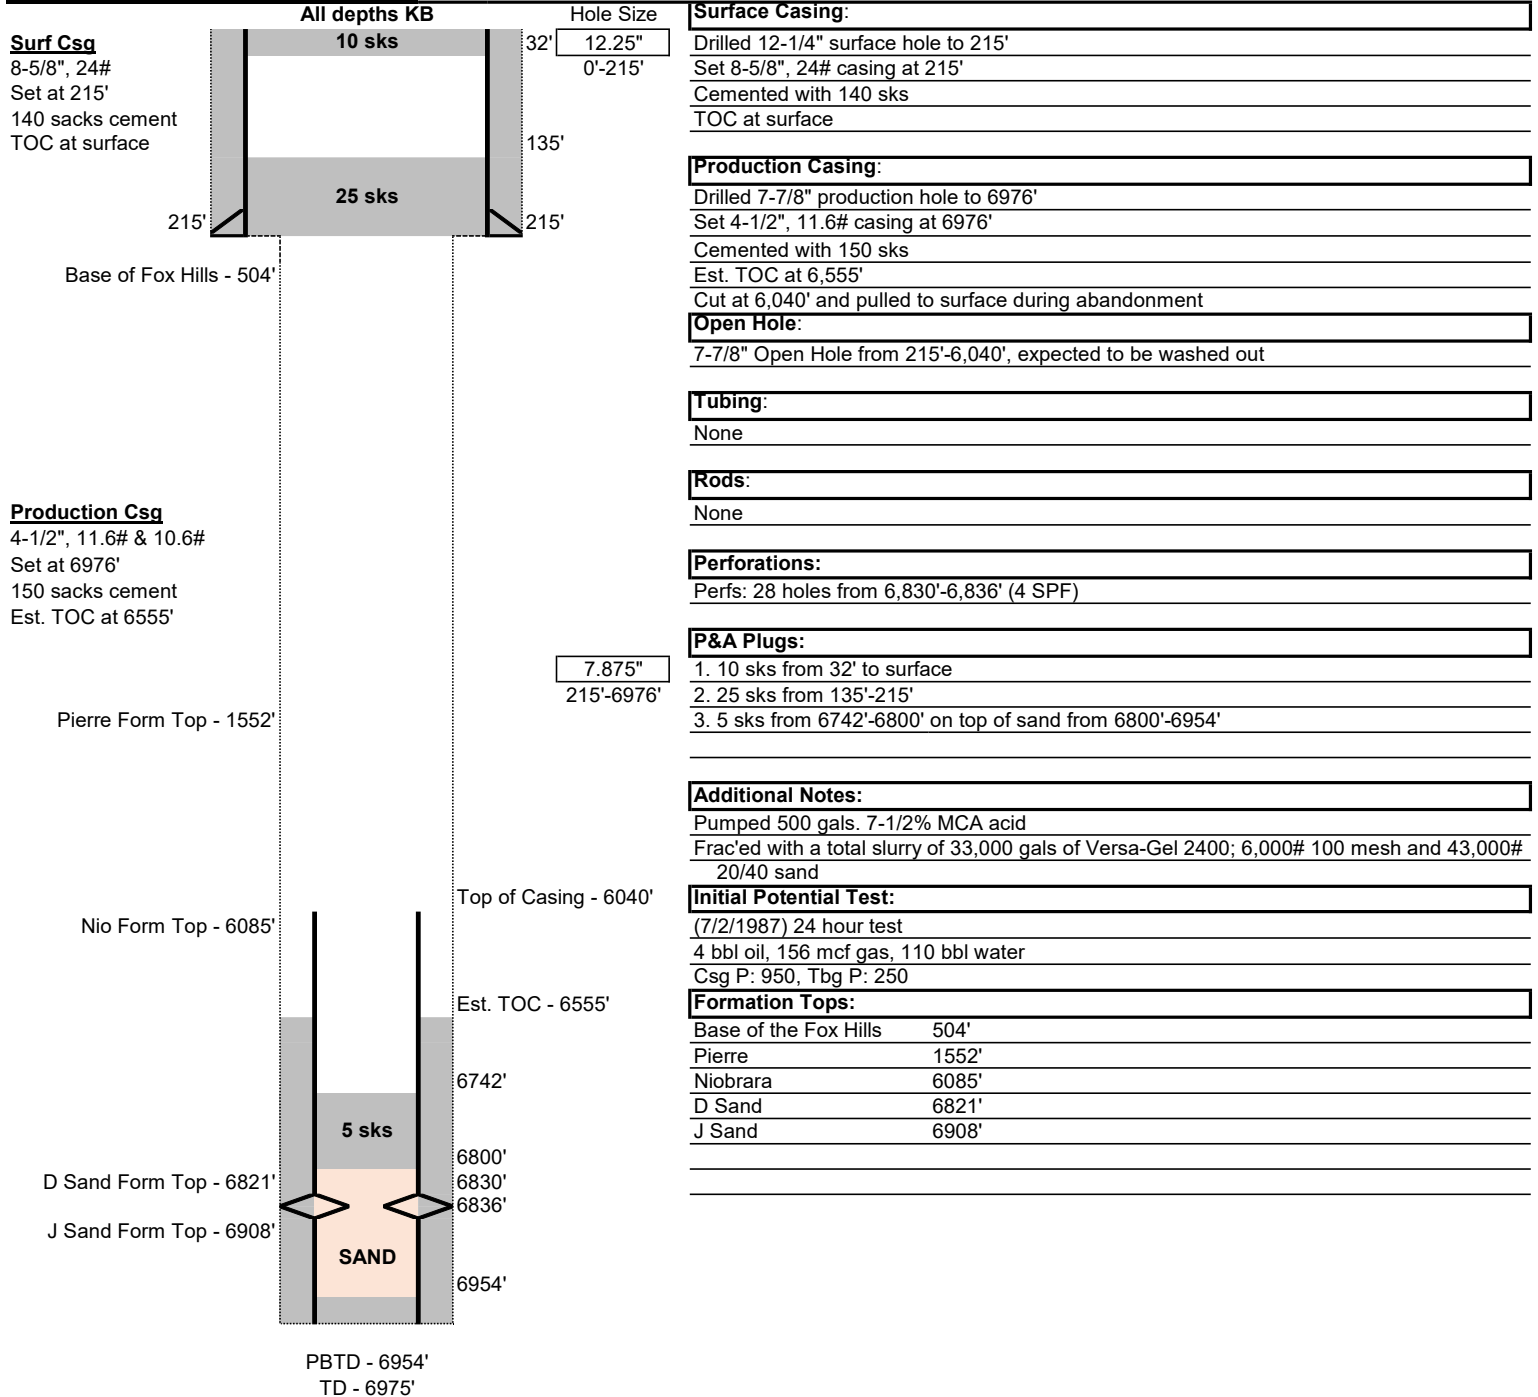 All depths KB
Hole Size
Surf Csg
8-5/8", 24#
Set at 215'
140 sacks cement
TOC at surface
10 sks
32'
12.25"
0'-215'
135'
25 sks
215'
215'
Base of Fox Hills - 504'
Production Csg
4-1/2", 11.6# & 10.6#
Set at 6976'
150 sacks cement
Est. TOC at 6555'
7.875"
215'-6976'
Pierre Form Top - 1552'
Top of Casing - 6040'
Nio Form Top - 6085'
Est. TOC - 6555'
6742'
5 sks
6800'
D Sand Form Top - 6821'
6830'
6836'
J Sand Form Top - 6908'
SAND
6954'
PBTD - 6954'
TD - 6975'
Surface Casing:
Drilled 12-1/4" surface hole to 215'
Set 8-5/8", 24# casing at 215'
Cemented with 140 sks
TOC at surface
Production Casing:
Drilled 7-7/8" production hole to 6976'
Set 4-1/2", 11.6# casing at 6976'
Cemented with 150 sks
Est. TOC at 6,555'
Cut at 6,040' and pulled to surface during abandonment
Open Hole:
7-7/8" Open Hole from 215'-6,040', expected to be washed out
Tubing:
None
Rods:
None
Perforations:
Perfs: 28 holes from 6,830'-6,836' (4 SPF)
P&A Plugs:
1. 10 sks from 32' to surface
2. 25 sks from 135'-215'
3. 5 sks from 6742'-6800' on top of sand from 6800'-6954'
Additional Notes:
Pumped 500 gals. 7-1/2% MCA acid
Frac'ed with a total slurry of 33,000 gals of Versa-Gel 2400; 6,000# 100 mesh and 43,000#
20/40 sand
Initial Potential Test:
(7/2/1987) 24 hour test
4 bbl oil, 156 mcf gas, 110 bbl water
Csg P: 950, Tbg P: 250
Formation Tops:
Base of the Fox Hills 504'
Pierre 1552'
Niobrara 6085'
D Sand 6821'
J Sand 6908'